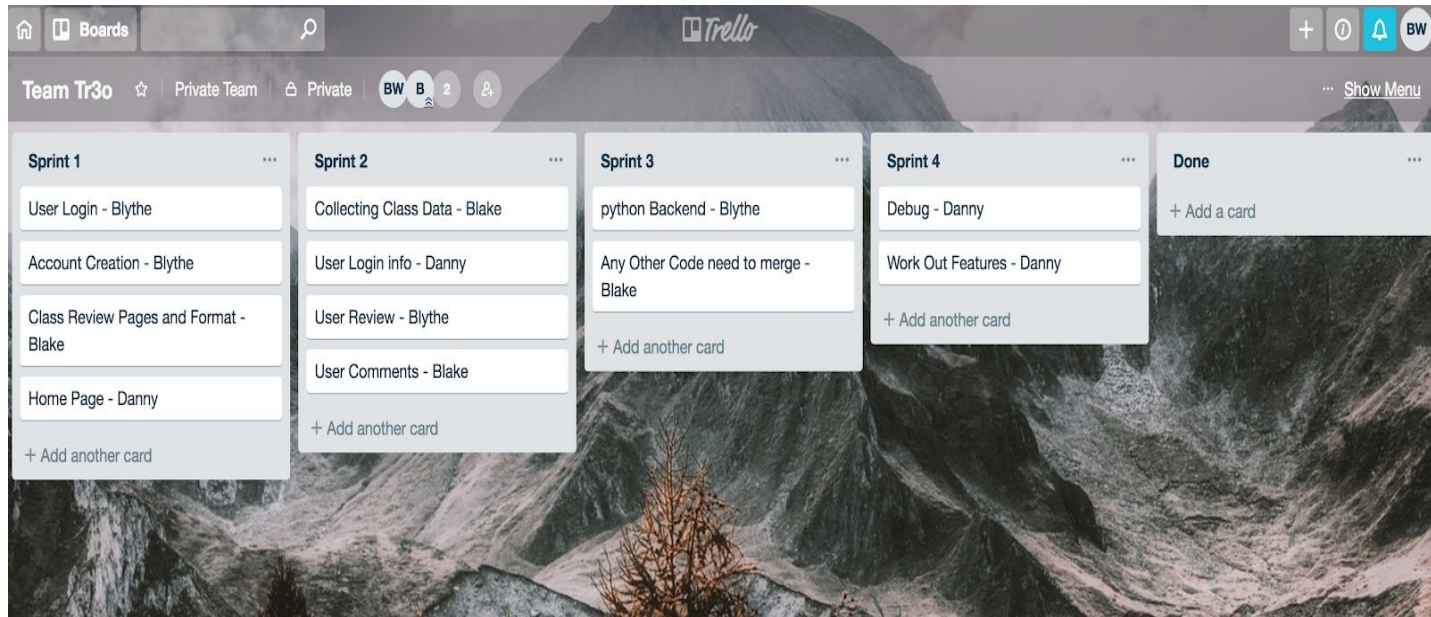 Boards
Trello
BW
Team Tr3o
Private Team
Private
BW
B
2
... Show Menu
Sprint 1
User Login - Blythe
Account Creation - Blythe
Class Review Pages and Format -
Blake
Home Page - Danny
+ Add another card
Sprint 2
Collecting Class Data - Blake
User Login info - Danny
User Review - Blythe
User Comments - Blake
+ Add another card
Sprint 3
python Backend - Blythe
Any Other Code need to merge -
Blake
+ Add another card
Sprint 4
Debug - Danny
Work Out Features - Danny
+ Add another card
Done
+ Add a card